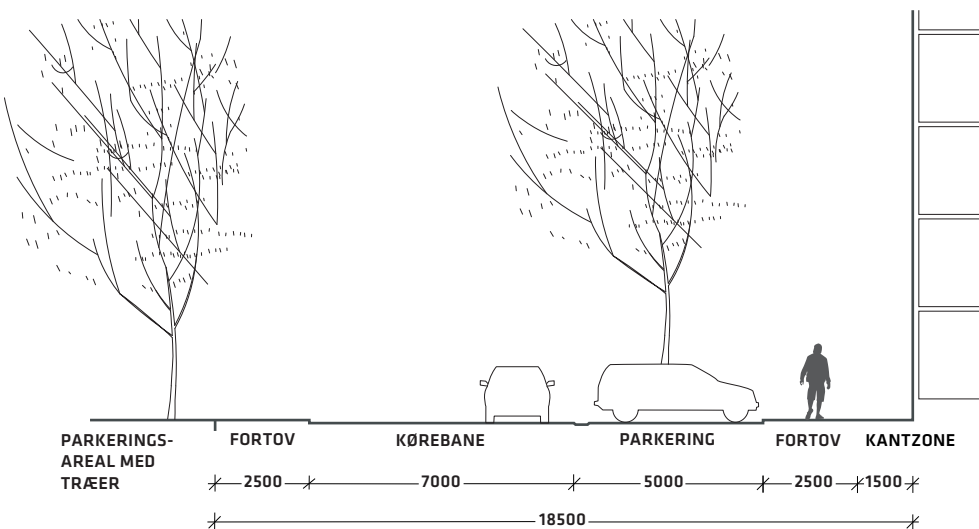 PARKERINGS-
AREAL MED
TRÆER
FORTOV
KØREBANE
PARKERING
FORTOV
KANTZONE
2500
7000
5000
2500
1500
18500